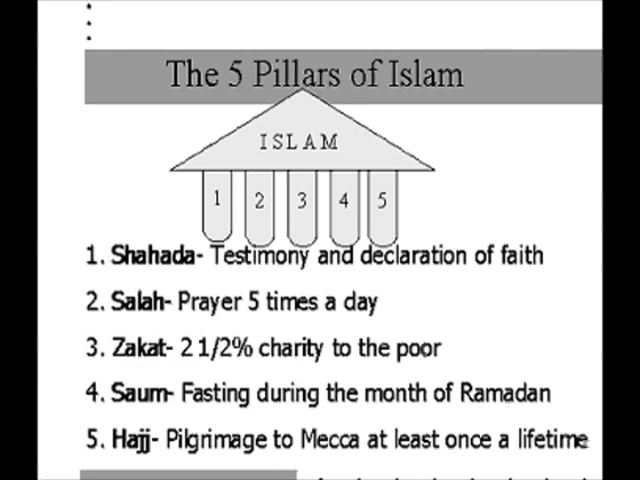 The 5 Pillars of Islam
ISLAM
1 2 3 4 5
1. Shahada- Testimony and declaration of faith
2. Salah- Prayer 5 times a day
3. Zakat- 2 1/2% charity to the poor
4. Saum- Fasting during the month of Ramadan
5. Hajj- Pilgrimage to Mecca at least once a lifetime